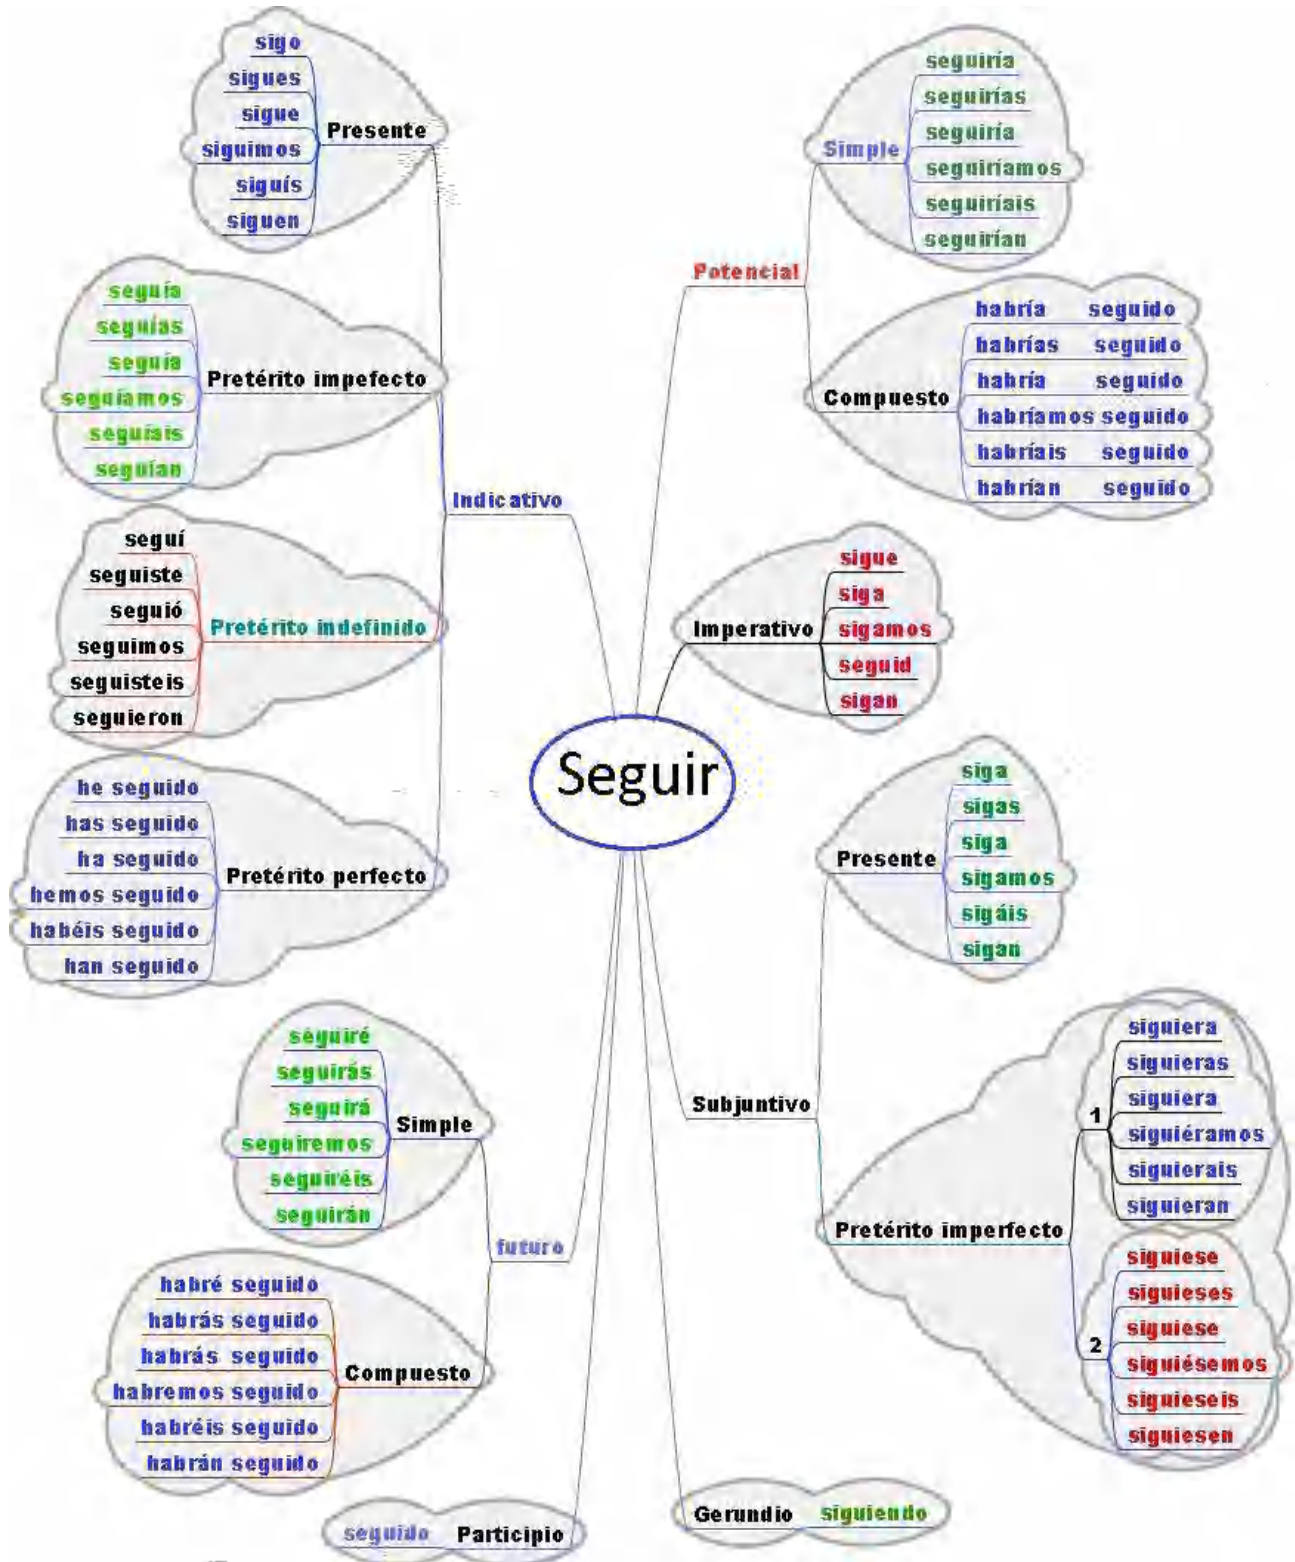 Seguir
Indicativo
Presente
sigo
sigues
sigue
siguimos
siguís
siguen
Pretérito impefecto
seguía
seguías
seguía
seguíamos
seguíais
seguían
Pretérito indefinido
seguí
seguiste
seguió
seguimos
seguisteis
seguieron
Pretérito perfecto
he seguido
has seguido
ha seguido
hemos seguido
habéis seguido
han seguido
futuro
Simple
seguiré
seguirás
seguirá
seguiremos
seguiréis
seguirán
Compuesto
habré seguido
habrás seguido
habrás seguido
habremos seguido
habréis seguido
habrán seguido
Participio
seguido
Potencial
Simple
seguiría
seguirías
seguiría
seguiríamos
seguiríais
seguirían
Compuesto
habría seguido
habrías seguido
habría seguido
habríamos seguido
habríais seguido
habrían seguido
Imperativo
sigue
siga
sigamos
seguid
sigan
Subjuntivo
Presente
siga
sigas
siga
sigamos
sigáis
sigan
Pretérito imperfecto
1
siguiera
siguieras
siguiera
siguiéramos
siguierais
siguieran
2
siguiese
siguieses
siguiese
siguiésemos
siguieseis
siguiesen
Gerundio
siguiendo